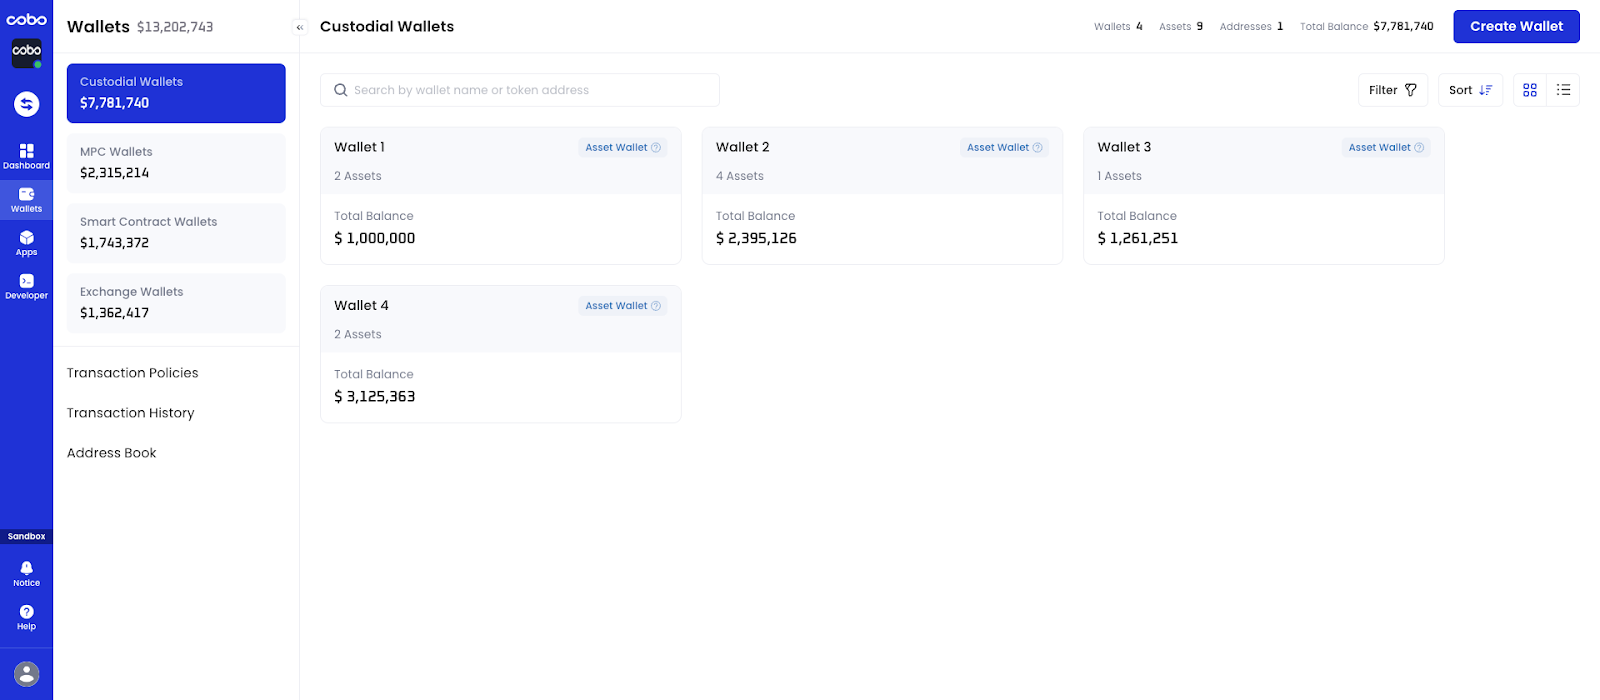 cobo
cobo
Dashboard
Wallets
Apps
Developer
Sandbox
Notice
Help
Wallets $13,202,743
Custodial Wallets
$7,781,740
MPC Wallets
$2,315,214
Smart Contract Wallets
$1,743,372
Exchange Wallets
$1,362,417
Transaction Policies
Transaction History
Address Book
Custodial Wallets
Wallets 4 Assets 9 Addresses 1 Total Balance $7,781,740
Create Wallet
Search by wallet name or token address
Filter
Sort
Wallet 1 Asset Wallet
2 Assets
Total Balance
$ 1,000,000
Wallet 2 Asset Wallet
4 Assets
Total Balance
$ 2,395,126
Wallet 3 Asset Wallet
1 Assets
Total Balance
$ 1,261,251
Wallet 4 Asset Wallet
2 Assets
Total Balance
$ 3,125,363